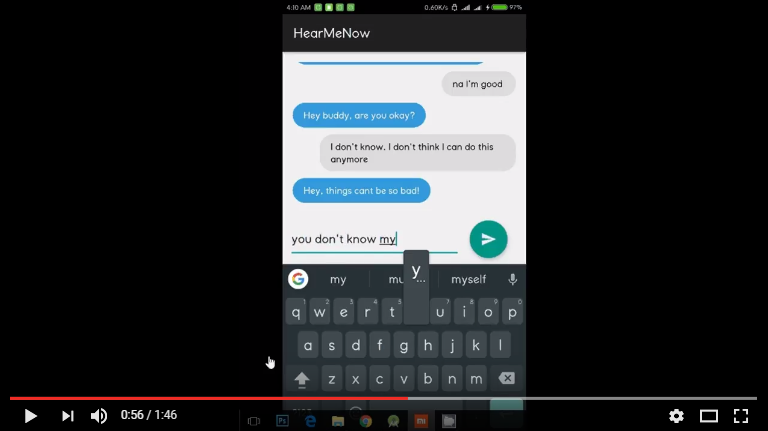 4:10 AM
0.60K/s
97%
HearMeNow
na I'm good
Hey buddy, are you okay?
I don't know. I don't think I can do this
anymore
Hey, things cant be so bad!
you don't know my
G my myself
y
...
1 2 3 4 5 7 8 9 0
q w e r t u i o p
a s d f g h j k l
z x c v b n m
0:56 / 1:46
Ps
mi